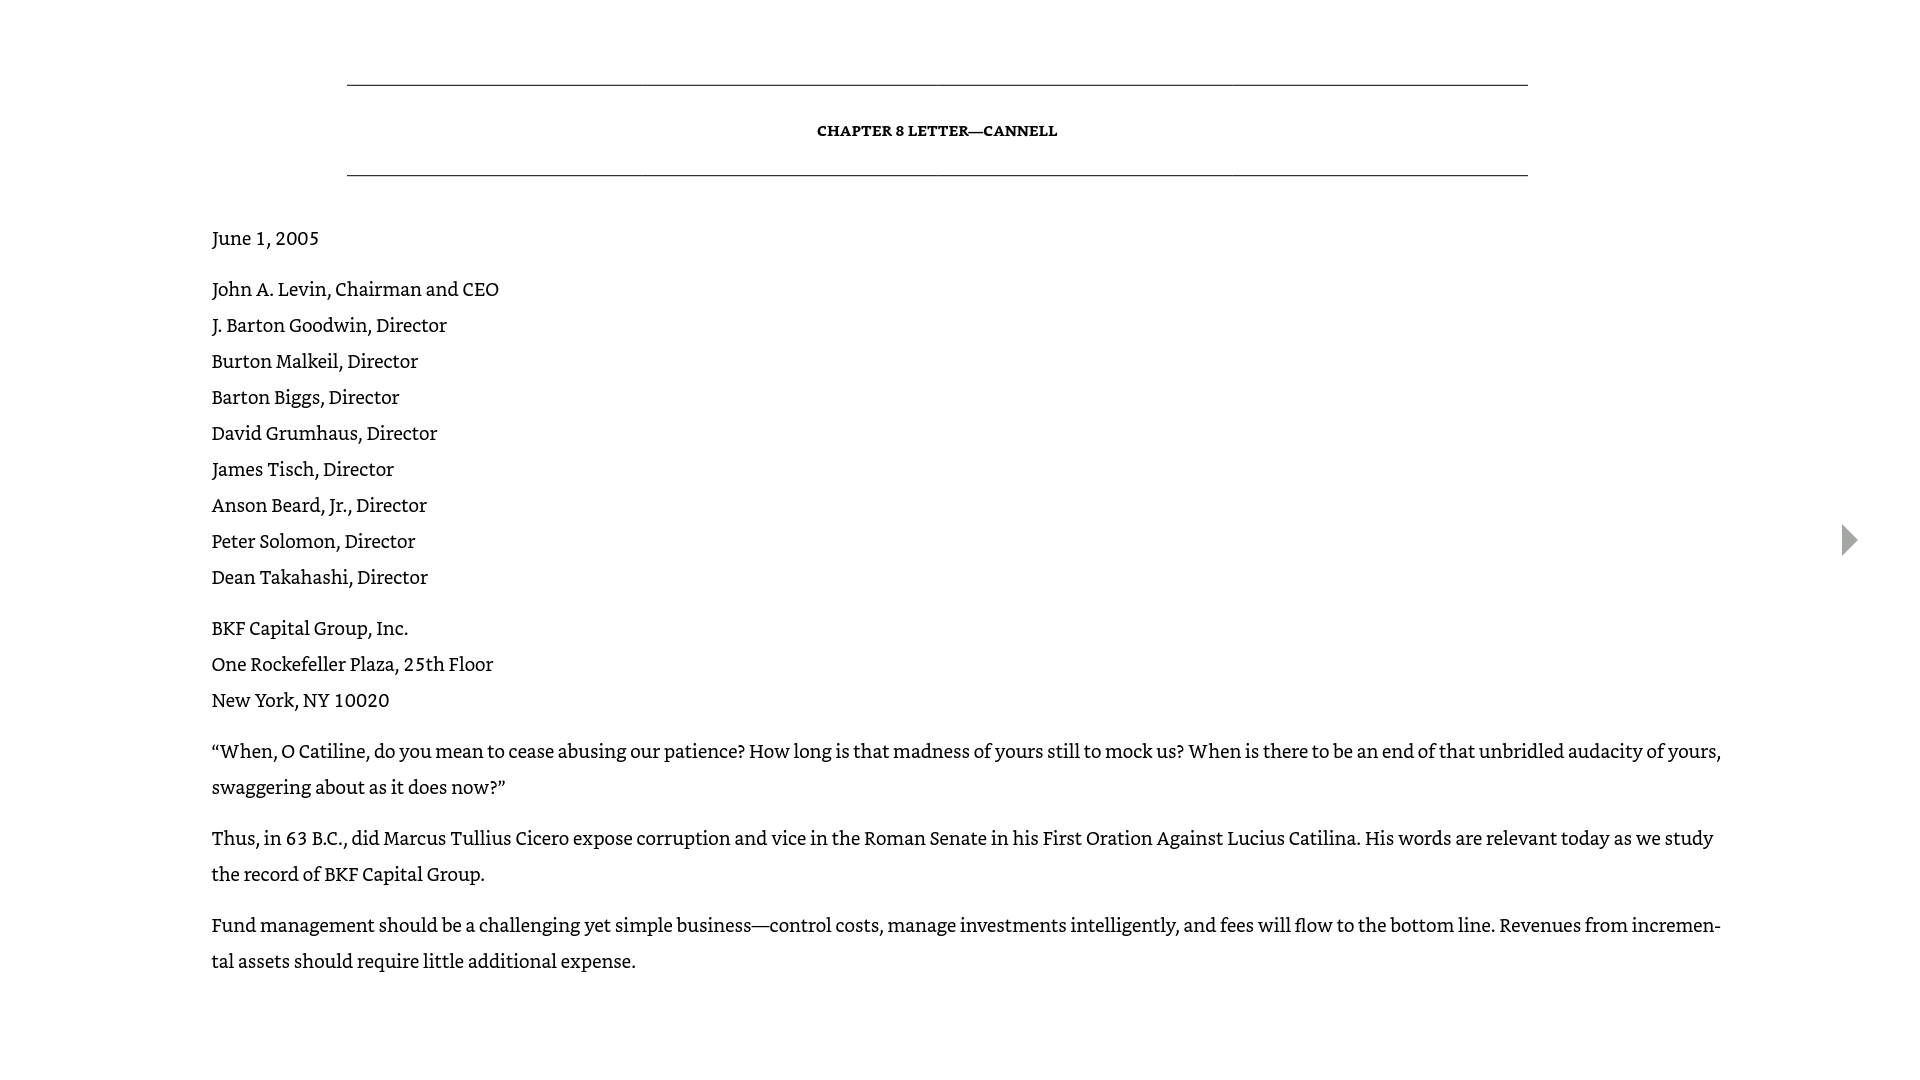 CHAPTER 8 LETTER—CANNELL
June 1, 2005
John A. Levin, Chairman and CEO
J. Barton Goodwin, Director
Burton Malkeil, Director
Barton Biggs, Director
David Grumhaus, Director
James Tisch, Director
Anson Beard, Jr., Director
Peter Solomon, Director
Dean Takahashi, Director
BKF Capital Group, Inc.
One Rockefeller Plaza, 25th Floor
New York, NY 10020
“When, O Catiline, do you mean to cease abusing our patience? How long is that madness of yours still to mock us? When is there to be an end of that unbridled audacity of yours,
swaggering about as it does now?”
Thus, in 63 B.C., did Marcus Tullius Cicero expose corruption and vice in the Roman Senate in his First Oration Against Lucius Catilina. His words are relevant today as we study
the record of BKF Capital Group.
Fund management should be a challenging yet simple business—control costs, manage investments intelligently, and fees will flow to the bottom line. Revenues from incremen-
tal assets should require little additional expense.